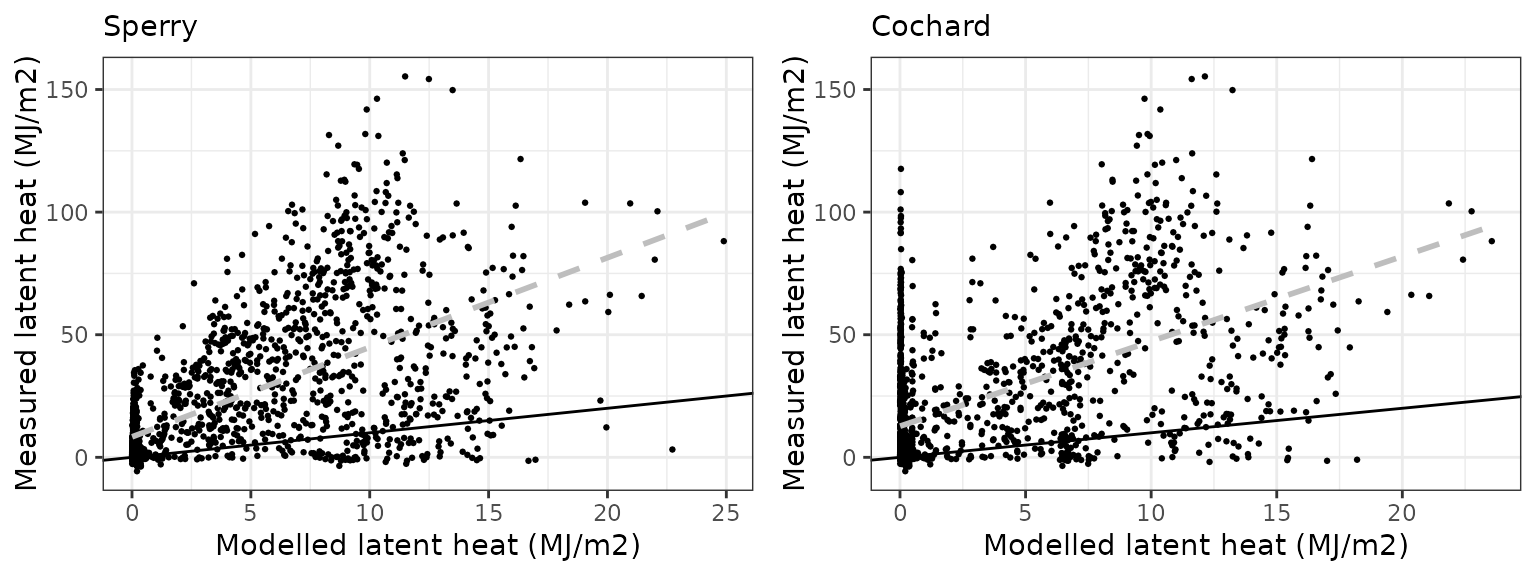 Sperry
Measured latent heat (MJ/m2)
150
100
50
0
0 5 10 15 20 25
Modelled latent heat (MJ/m2)
Cochard
Measured latent heat (MJ/m2)
150
100
50
0
0 5 10 15 20
Modelled latent heat (MJ/m2)